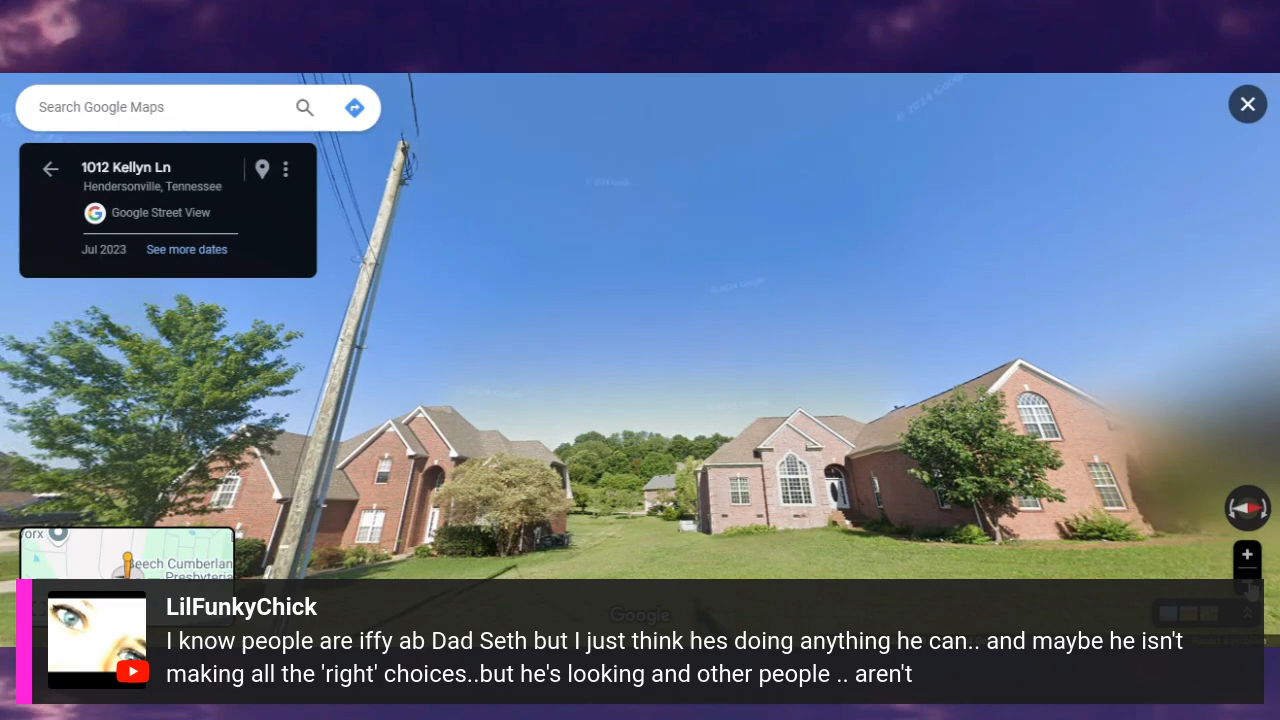 Search Google Maps
1012 Kellyn Ln
Hendersonville, Tennessee
Google Street View
Jul 2023 See more dates
orx
Beech Cumberlan
Presbyteria
Google
LilFunkyChick
I know people are iffy ab Dad Seth but I just think hes doing anything he can.. and maybe he isn't
making all the 'right' choices..but he's looking and other people .. aren't